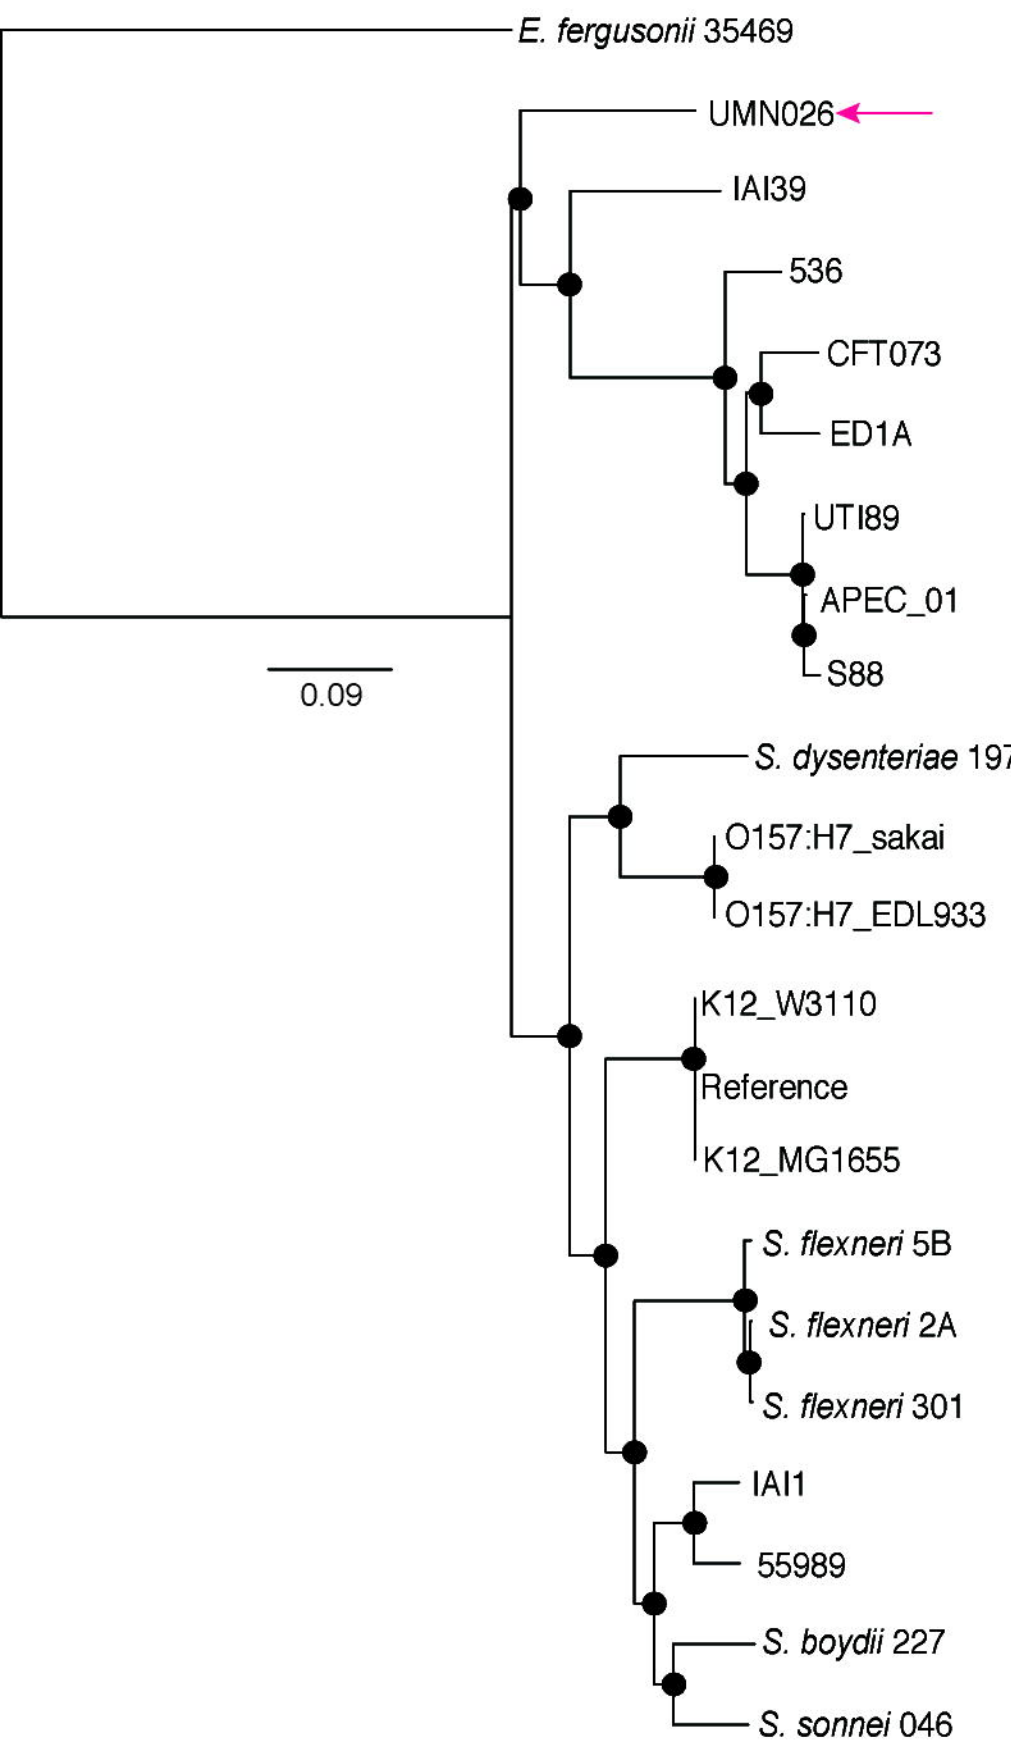 E. fergusonii 35469
UMN026
IAI39
536
CFT073
ED1A
UTI89
APEC_01
S88
0.09
S. dysenteriae 197
O157:H7_sakai
O157:H7_EDL933
K12_W3110
Reference
K12_MG1655
S. flexneri 5B
S. flexneri 2A
S. flexneri 301
IAI1
55989
S. boydii 227
S. sonnei 046